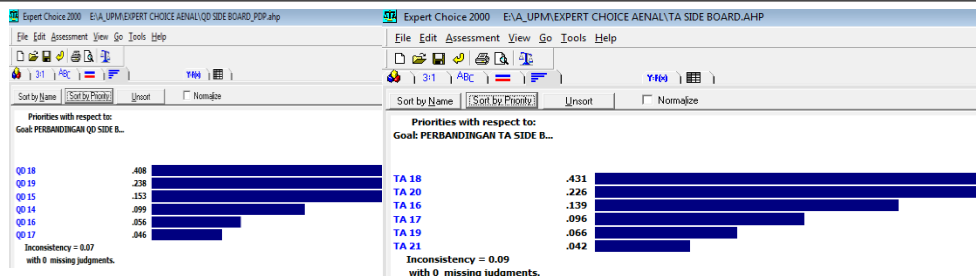 Expert Choice 2000 E:\A_UPM\EXPERT CHOICE AENAL\QD SIDE BOARD_PDP.ahp
File Edit Assessment View Go Tools Help
3:1 ABC Y=f(x)
Sort by Name Sort by Priority Unsort Normalize
Priorities with respect to:
Goal: PERBANDINGAN QD SIDE B...
QD 18 .408
QD 19 .238
QD 15 .153
QD 14 .099
QD 16 .056
QD 17 .046
Inconsistency = 0.07
with 0 missing judgments.
Expert Choice 2000 E:\A_UPM\EXPERT CHOICE AENAL\TA SIDE BOARD.AHP
File Edit Assessment View Go Tools Help
3:1 ABC Y=f(x)
Sort by Name Sort by Priority Unsort Normalize
Priorities with respect to:
Goal: PERBANDINGAN TA SIDE B...
TA 18 .431
TA 20 .226
TA 16 .139
TA 17 .096
TA 19 .066
TA 21 .042
Inconsistency = 0.09
with 0 missing judgments.